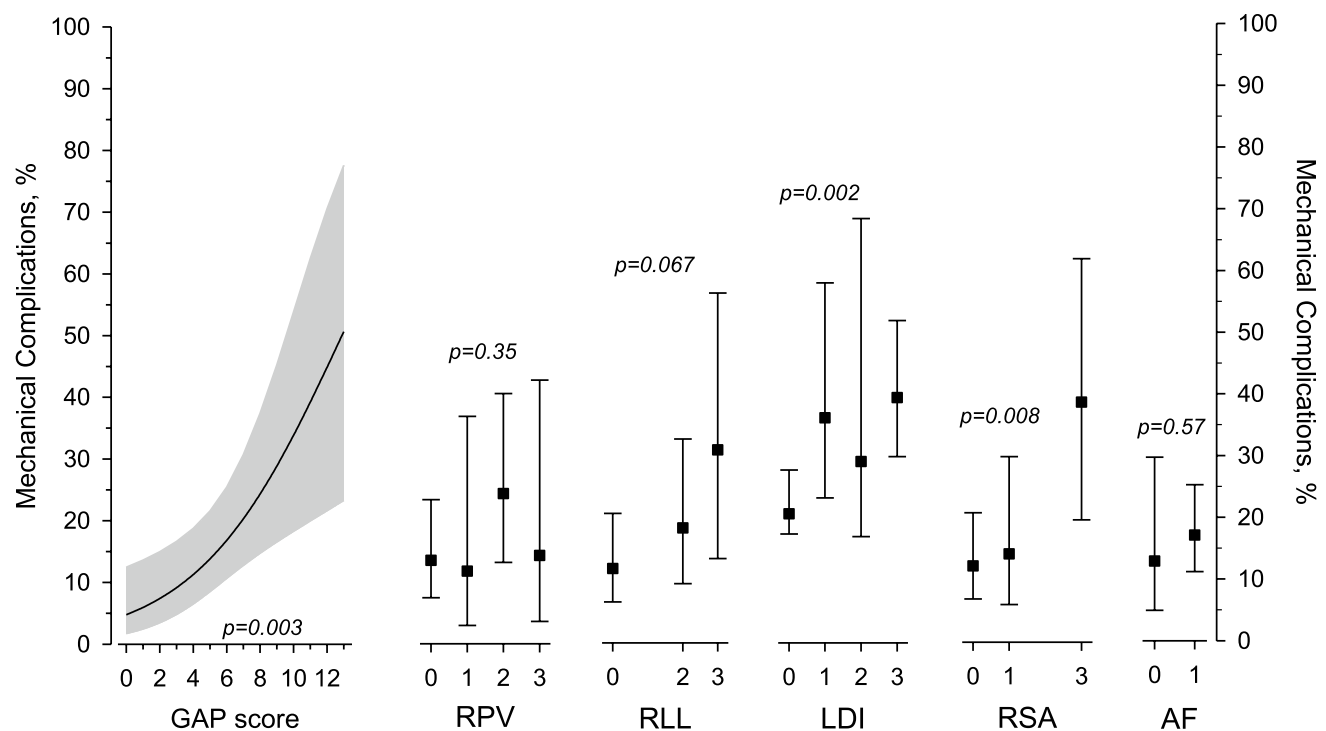 Mechanical Complications, %
100
90
80
70
60
50
40
30
20
10
0
p=0.003
0 2 4 6 8 10 12
GAP score
p=0.35
0 1 2 3
RPV
p=0.067
0 2 3
RLL
p=0.002
0 1 2 3
LDI
p=0.008
0 1 3
RSA
p=0.57
0 1
AF
100
90
80
70
60
50
40
30
20
10
0
Mechanical Complications, %